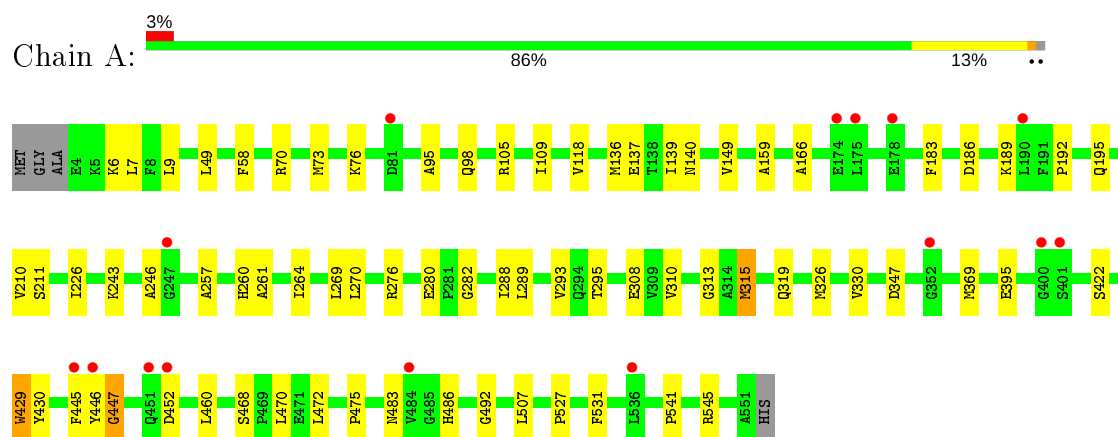 3%
Chain A:
86%
13%
MET GLY ALA E4 K5 K6 L7 F8 L9 L49 F58 R70 M73 K76 D81 A95 Q98 R105 I109 V118 M136 E137 T138 I139 N140 V149 A159 A166 E174 L175 E178 F183 D186 K189 L190 F191 P192 Q195
V210 S211 I226 K243 A246 G247 A257 H260 A261 I264 L269 L270 R276 E280 P281 G282 I288 L289 V293 Q294 T295 E308 V309 V310 G313 A314 M315 Q319 M326 V330 D347 G352 M369 E395 G400 S401 S422
W429 Y430 F445 Y446 G447 Q451 D452 L460 S468 P469 L470 E471 L472 P475 N483 V484 G485 H486 G492 L507 P527 F531 L536 P541 R545 A551 HIS